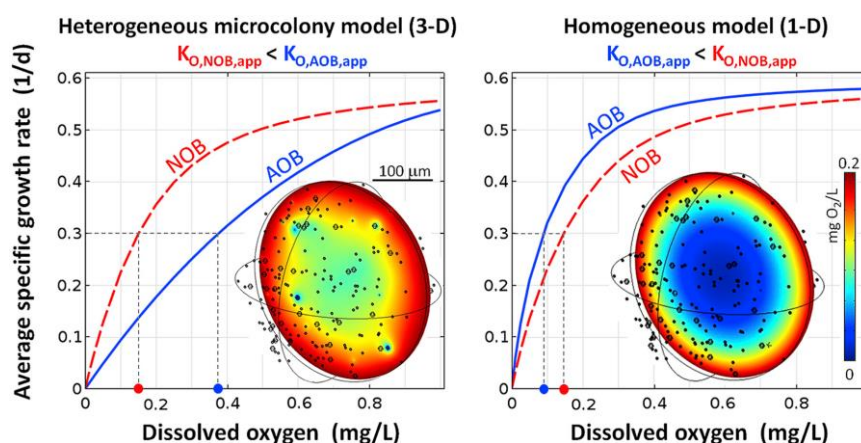 Heterogeneous microcolony model (3-D)
K_O,NOB,app < K_O,AOB,app
Homogeneous model (1-D)
K_O,AOB,app < K_O,NOB,app
Average specific growth rate (1/d)
0.6
0.5
0.4
0.3
0.2
0.1
0
0 0.2 0.4 0.6 0.8
Dissolved oxygen (mg/L)
NOB
AOB
100 µm
0.6
0.5
0.4
0.3
0.2
0.1
0
0 0.2 0.4 0.6 0.8
Dissolved oxygen (mg/L)
AOB
NOB
0.2
mg O₂/L
0